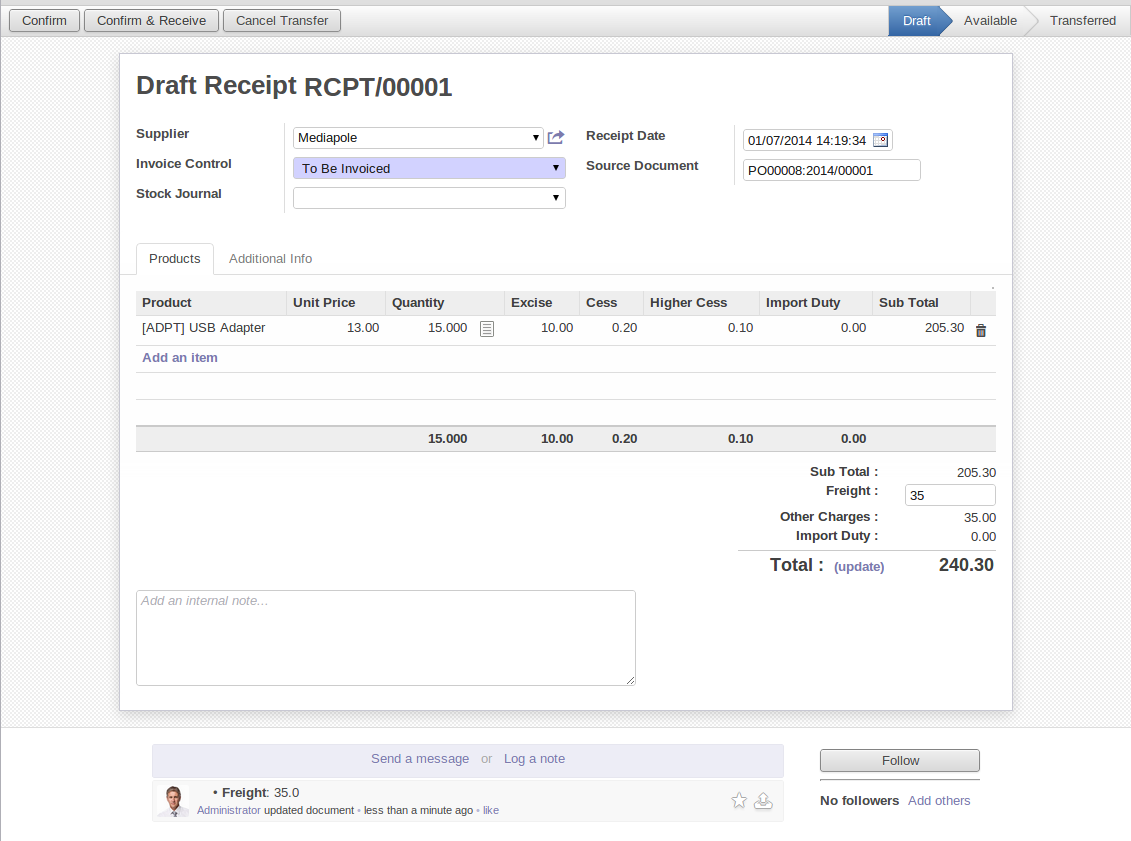 Confirm Confirm & Receive Cancel Transfer Draft Available Transferred
Draft Receipt RCPT/00001
Supplier Mediapole Receipt Date 01/07/2014 14:19:34
Invoice Control To Be Invoiced Source Document PO00008:2014/00001
Stock Journal
Products Additional Info
Product Unit Price Quantity Excise Cess Higher Cess Import Duty Sub Total
[ADPT] USB Adapter 13.00 15.000 10.00 0.20 0.10 0.00 205.30
Add an item
15.000 10.00 0.20 0.10 0.00
Sub Total : 205.30
Freight : 35
Other Charges : 35.00
Import Duty : 0.00
Total : (update) 240.30
Add an internal note...
Send a message or Log a note
Follow
• Freight: 35.0
Administrator updated document • less than a minute ago • like
No followers Add others